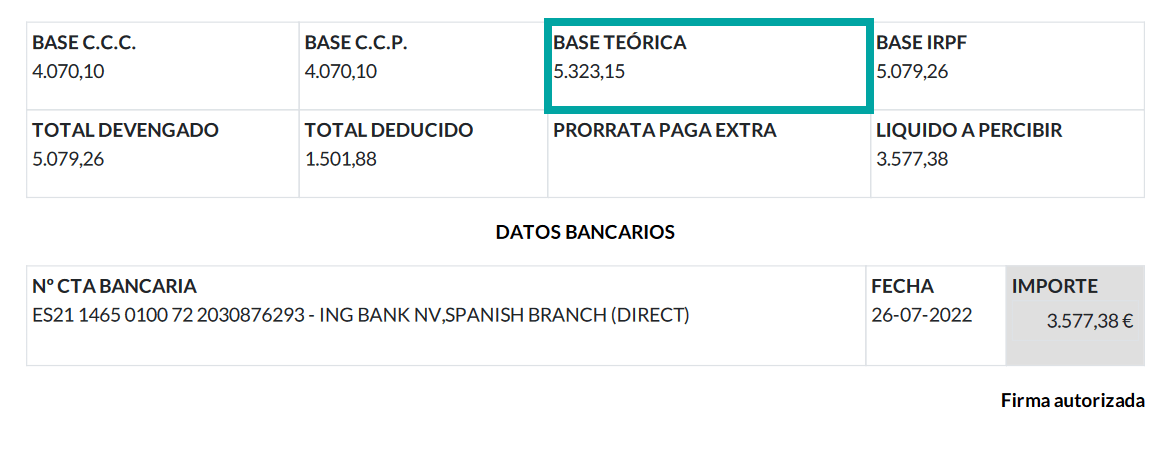 BASE C.C.C. BASE C.C.P. BASE TEÓRICA BASE IRPF
4.070,10 4.070,10 5.323,15 5.079,26
TOTAL DEVENGADO TOTAL DEDUCIDO PRORRATA PAGA EXTRA LIQUIDO A PERCIBIR
5.079,26 1.501,88 3.577,38
DATOS BANCARIOS
Nº CTA BANCARIA FECHA IMPORTE
ES21 1465 0100 72 2030876293 - ING BANK NV,SPANISH BRANCH (DIRECT) 26-07-2022 3.577,38 €
Firma autorizada